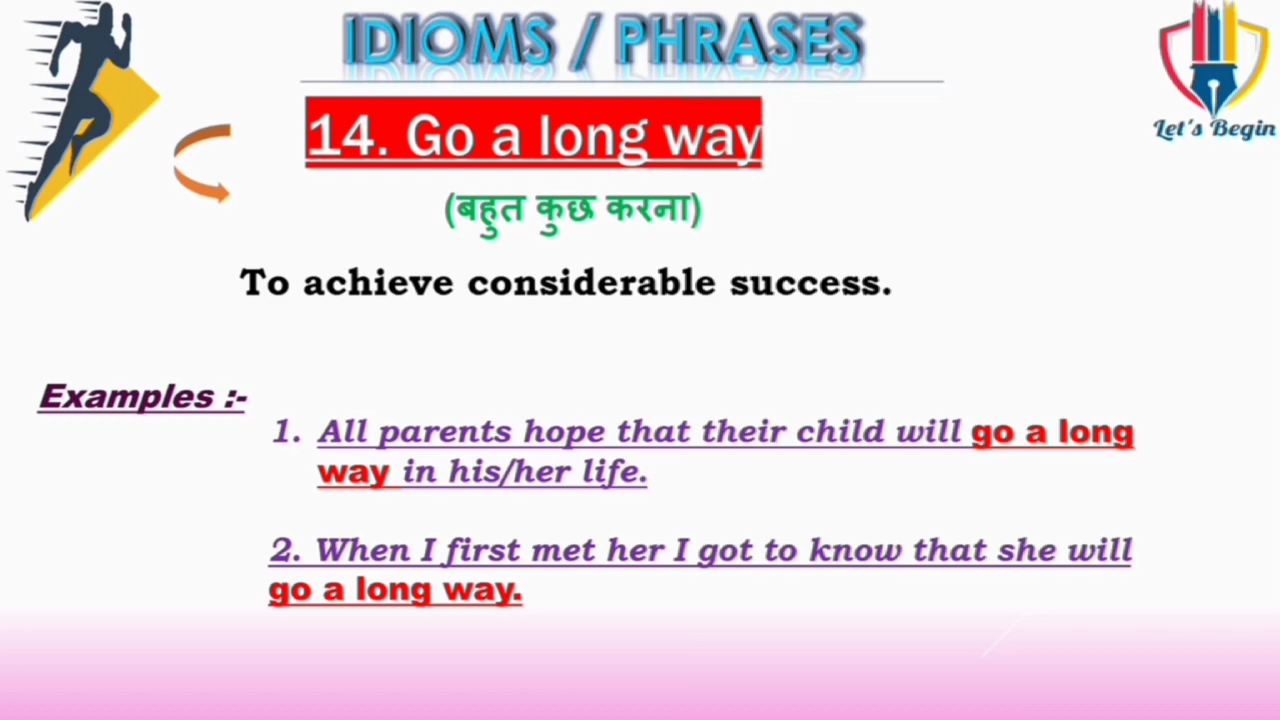 IDIOMS / PHRASES
Let's Begin
14. Go a long way
(बहुत कुछ करना)
To achieve considerable success.
Examples :-
1. All parents hope that their child will go a long
way in his/her life.
2. When I first met her I got to know that she will
go a long way.